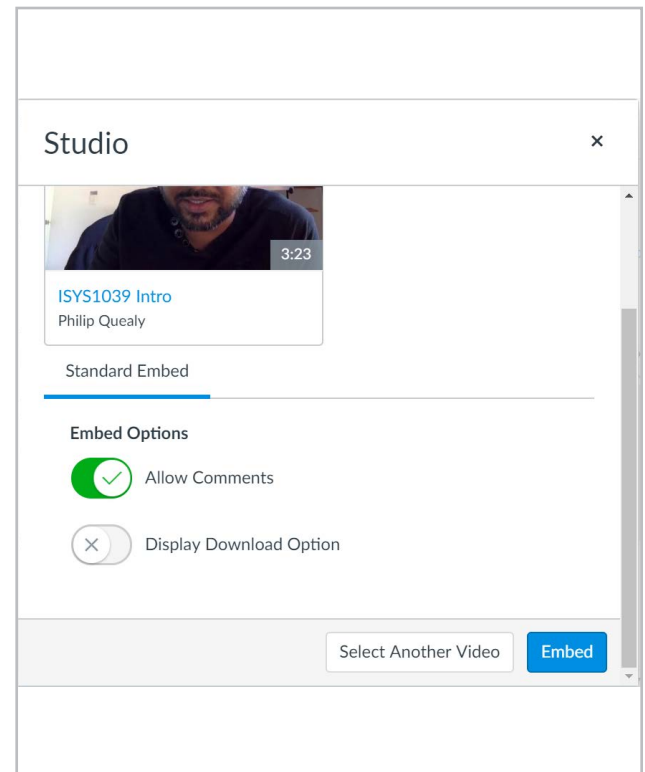 Studio
3:23
ISYS1039 Intro
Philip Quealy
Standard Embed
Embed Options
Allow Comments
Display Download Option
Select Another Video
Embed